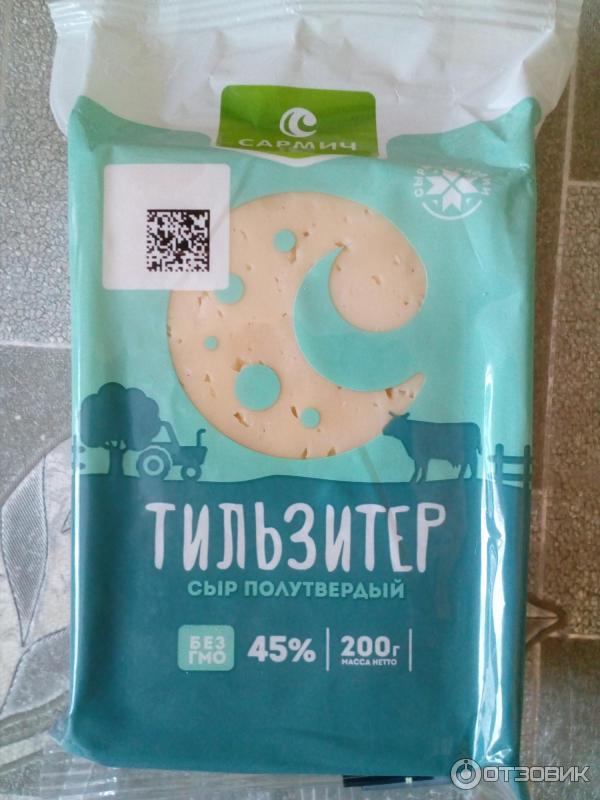 САРМИЧ
ТИЛЬЗИТЕР
СЫР ПОЛУТВЕРДЫЙ
БЕЗ
ГМО
45%
200г
МАССА НЕТТО
ОТЗОВИК